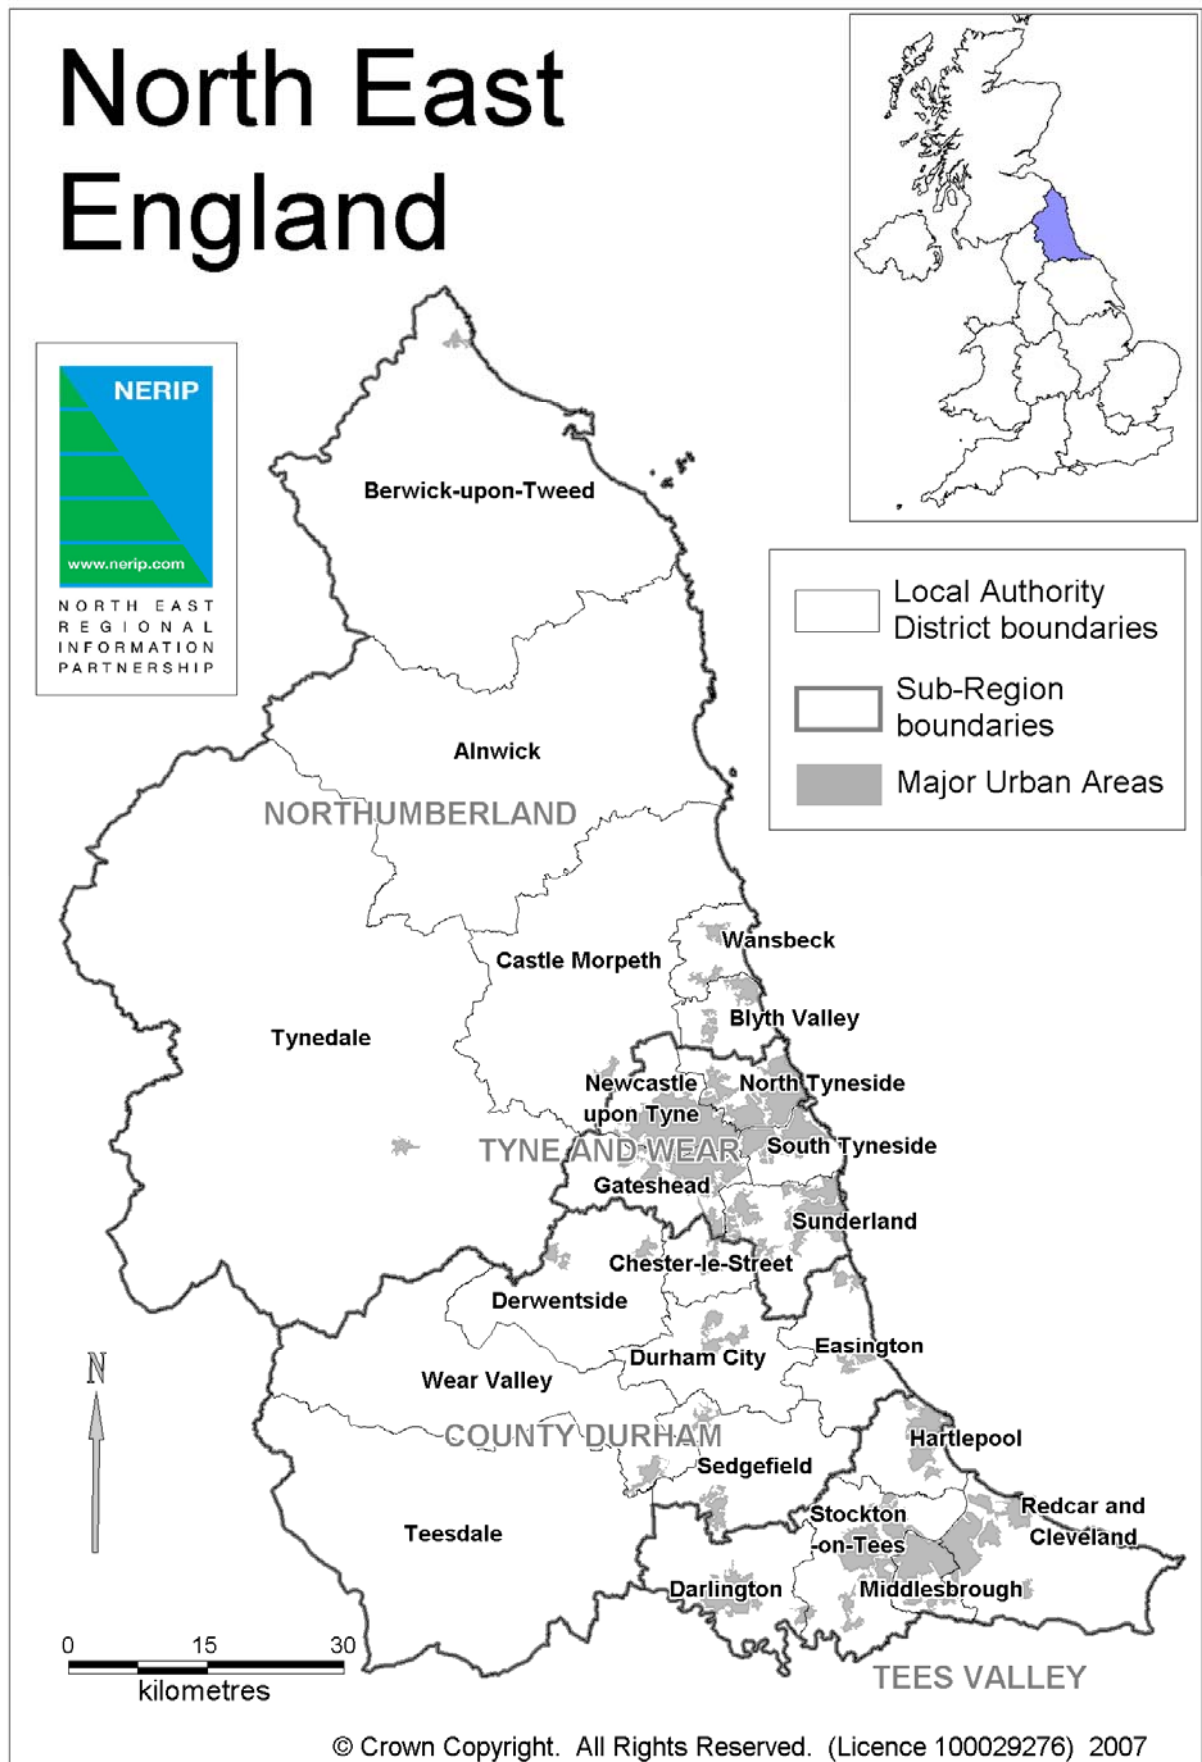 North East
England
NERIP
www.nerip.com
NORTH EAST
REGIONAL
INFORMATION
PARTNERSHIP
Local Authority
District boundaries
Sub-Region
boundaries
Major Urban Areas
Berwick-upon-Tweed
Alnwick
NORTHUMBERLAND
Wansbeck
Castle Morpeth
Blyth Valley
Tynedale
Newcastle
upon Tyne
North Tyneside
TYNE AND WEAR
South Tyneside
Gateshead
Sunderland
Chester-le-Street
Derwentside
Easington
Durham City
Wear Valley
COUNTY DURHAM
Hartlepool
Sedgefield
Stockton
-on-Tees
Redcar and
Cleveland
Teesdale
Darlington
Middlesbrough
TEES VALLEY
N
0 15 30
kilometres
© Crown Copyright. All Rights Reserved. (Licence 100029276) 2007